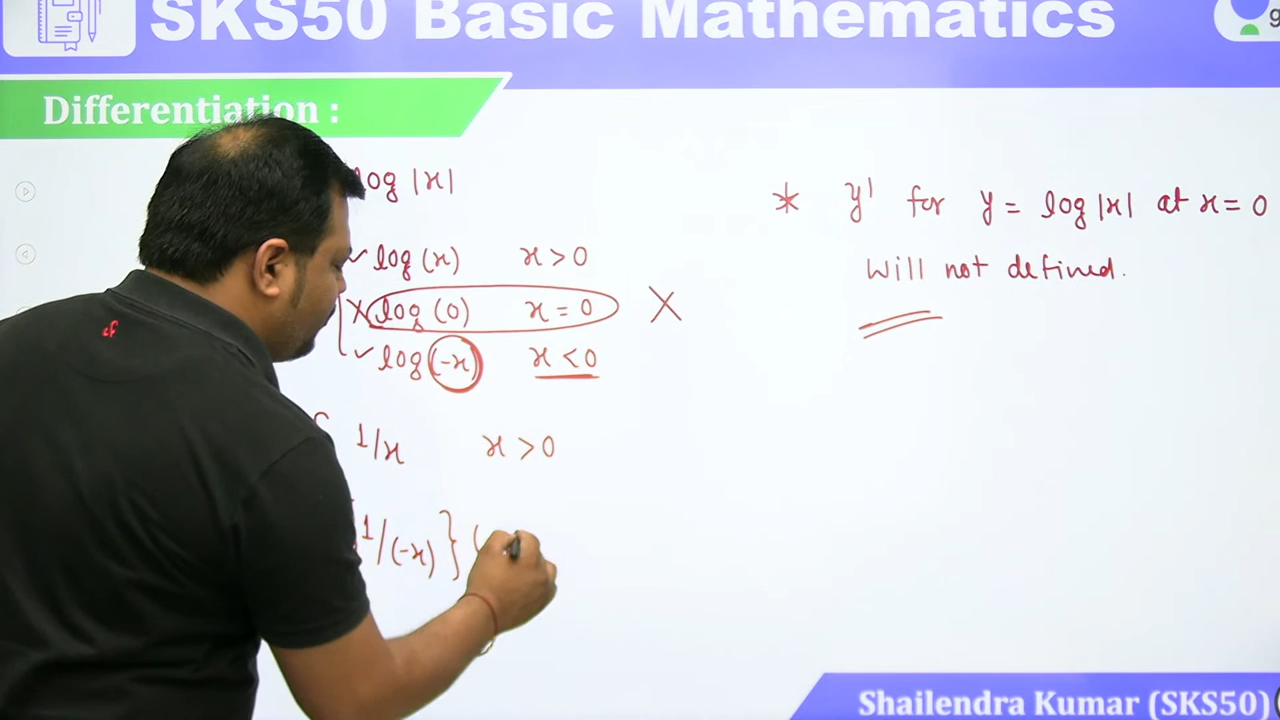 SKS50 Basic Mathematics
Differentiation :
log |x|
✓ log (x) x > 0
X log (0) x = 0 X
✓ log (-x) x < 0
1/x x > 0
1/(-x) } (
* y' for y = log |x| at x = 0
will not defined.
Shailendra Kumar (SKS50)